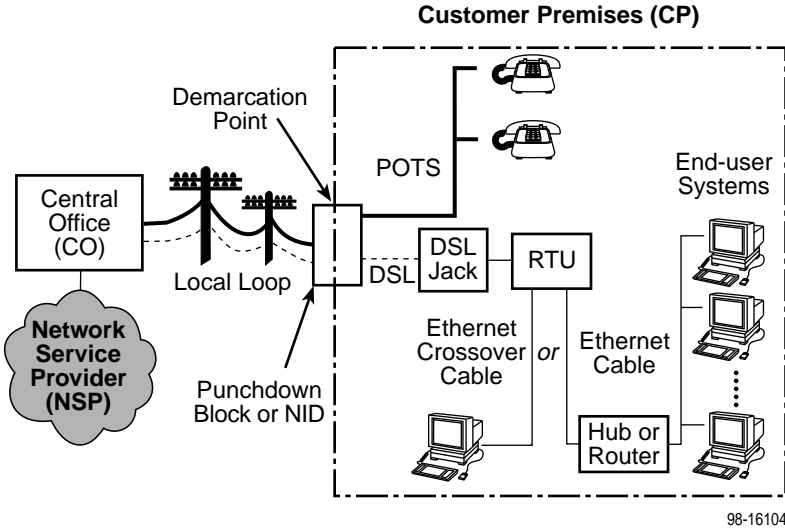 Customer Premises (CP)
Demarcation
Point
POTS
End-user
Systems
Central
Office
(CO)
Local Loop
DSL
DSL
Jack
RTU
Network
Service
Provider
(NSP)
Ethernet
Crossover
Cable
or
Ethernet
Cable
Punchdown
Block or NID
Hub or
Router
98-16104